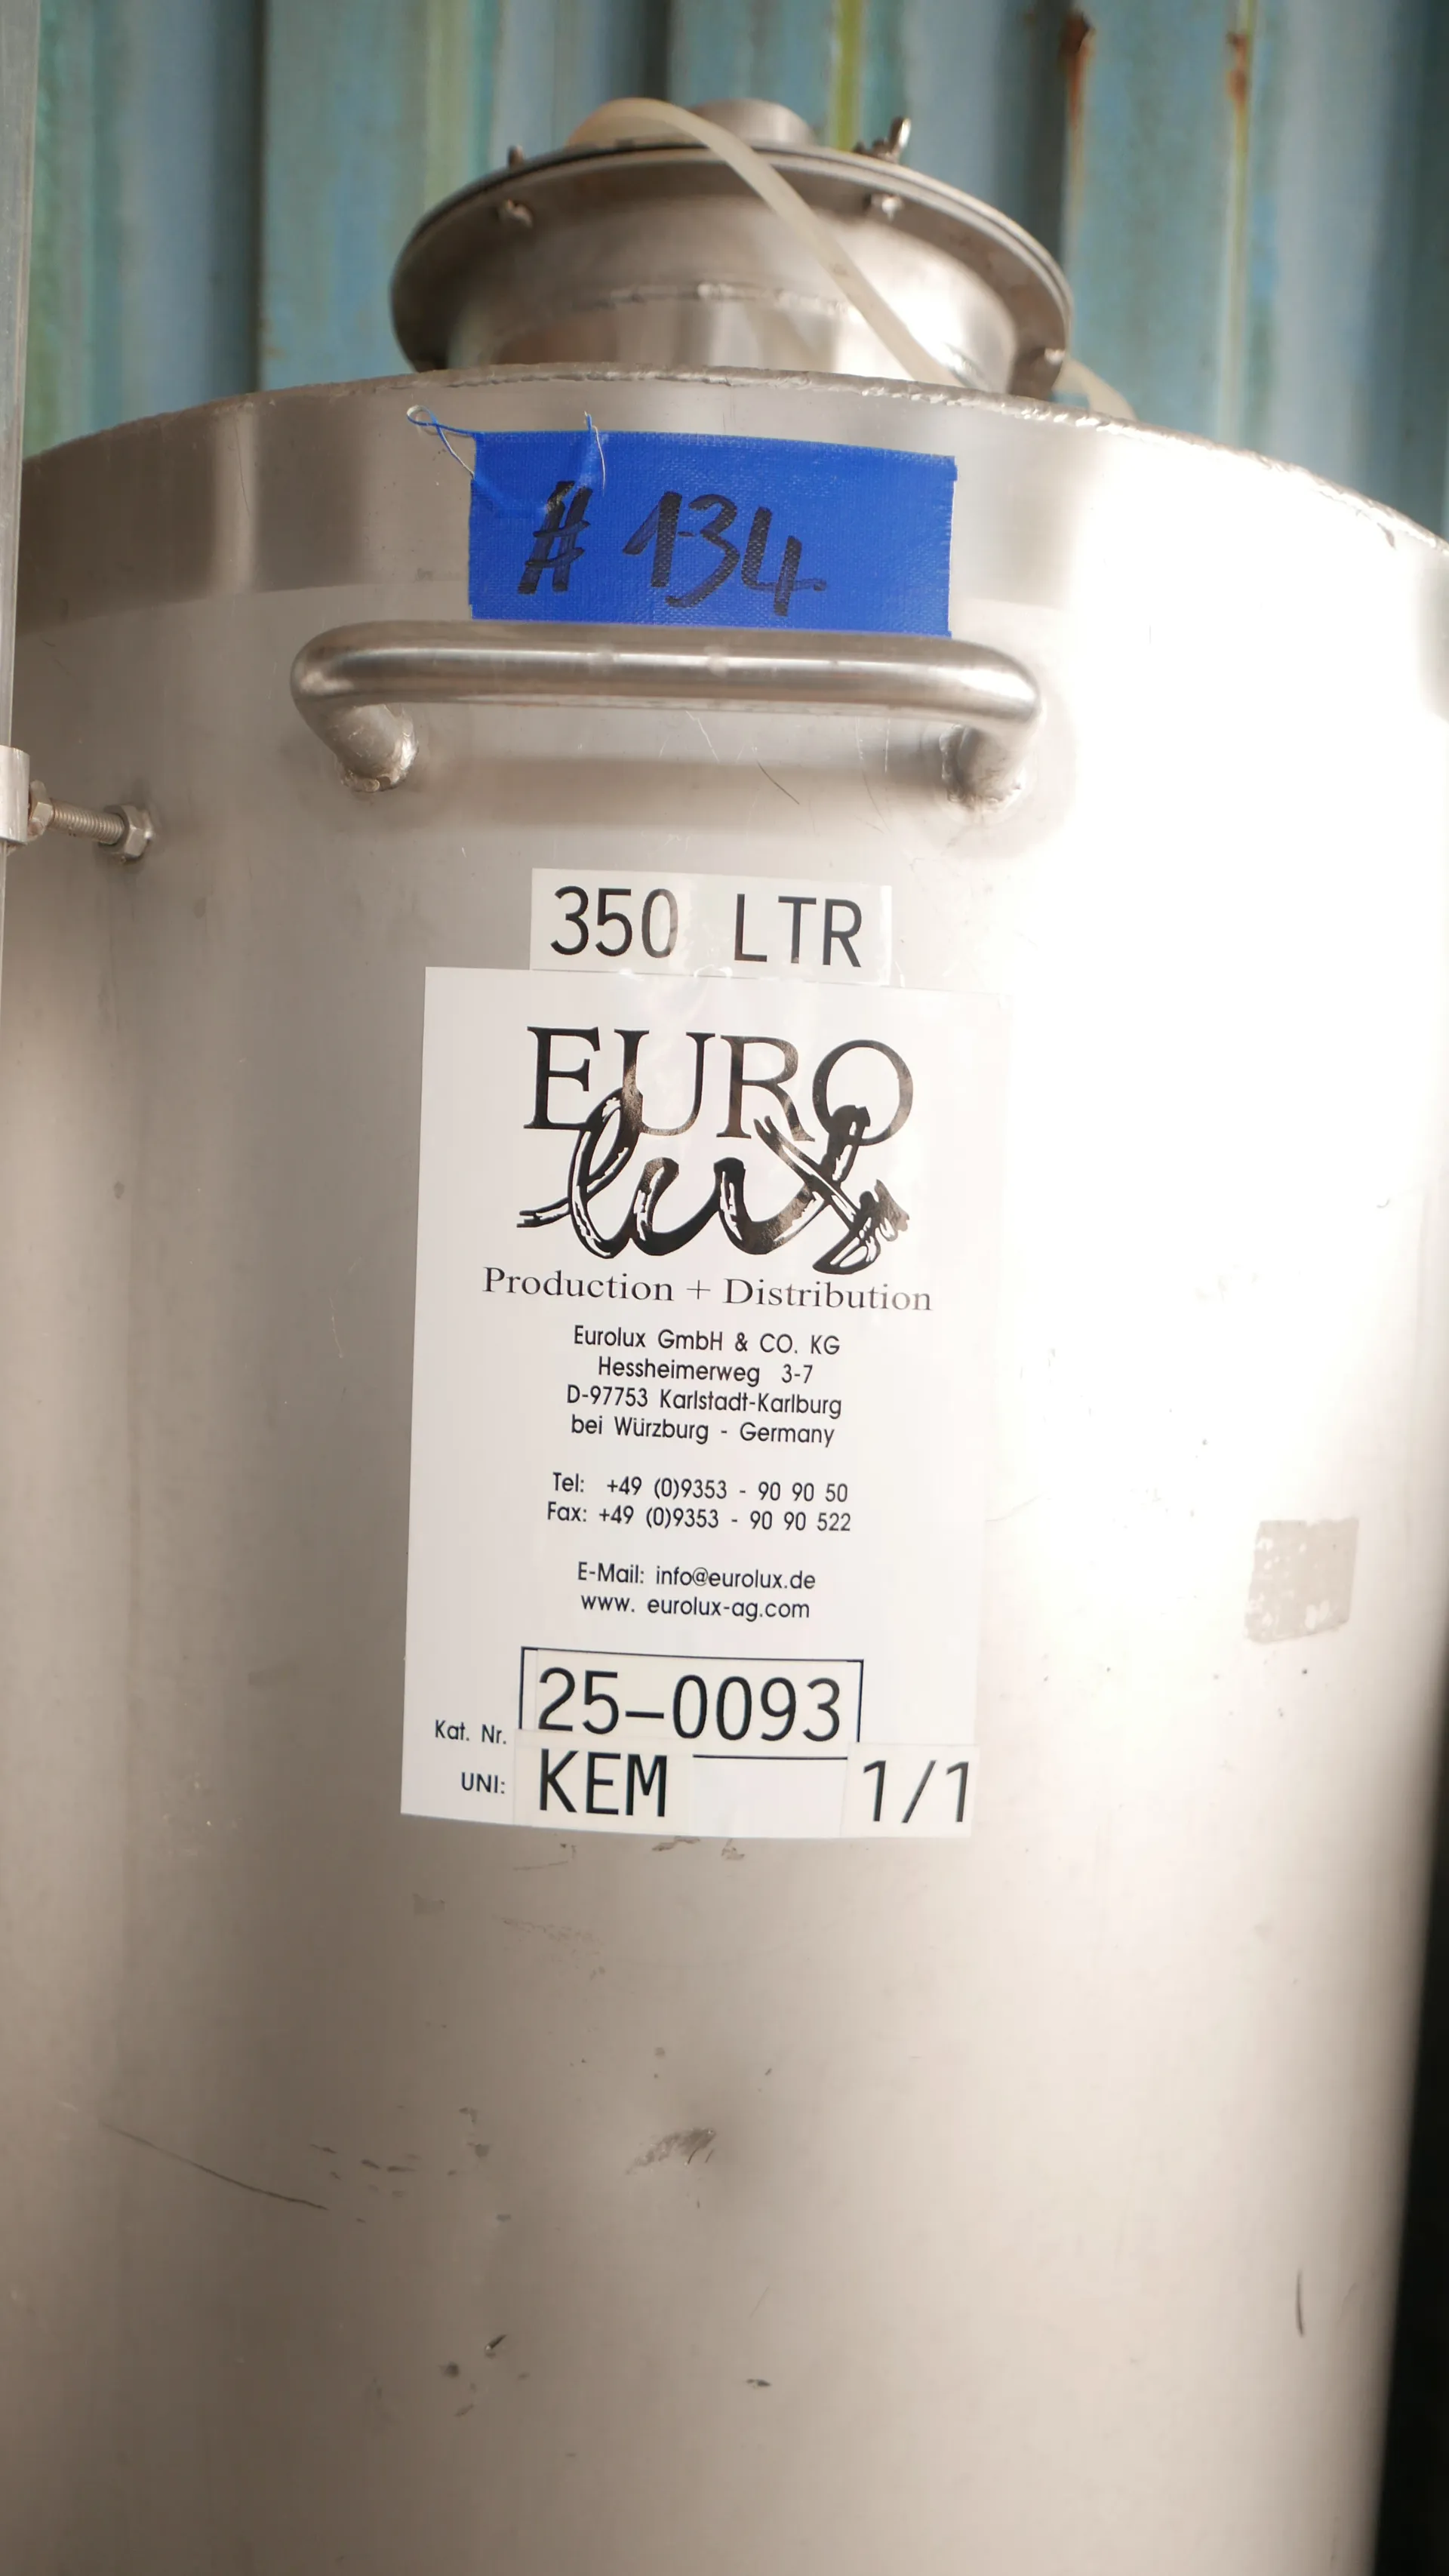 # 134
350 LTR
EURO
lux
Production + Distribution
Eurolux GmbH & CO. KG
Hessheimerweg 3-7
D-97753 Karlstadt-Karlburg
bei Würzburg - Germany
Tel: +49 (0)9353 - 90 90 50
Fax: +49 (0)9353 - 90 90 522
E-Mail: info@eurolux.de
www. eurolux-ag.com
Kat. Nr. 25-0093
UNI: KEM 1/1